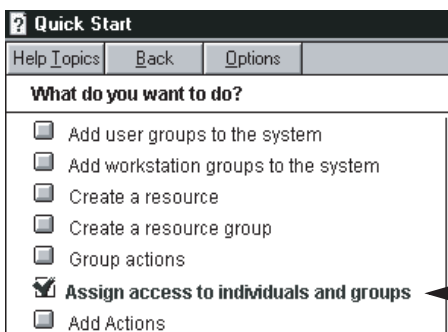 ? Quick Start
Help Topics Back Options
What do you want to do?
Add user groups to the system
Add workstation groups to the system
Create a resource
Create a resource group
Group actions
Assign access to individuals and groups
Add Actions